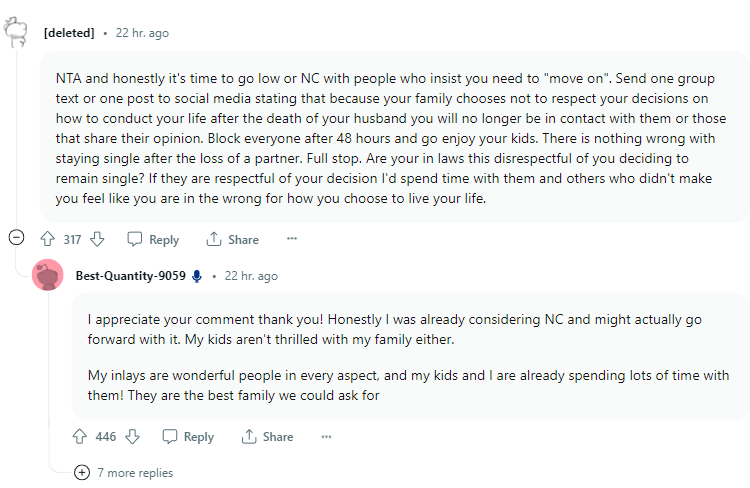 [deleted] • 22 hr. ago
NTA and honestly it's time to go low or NC with people who insist you need to "move on". Send one group
text or one post to social media stating that because your family chooses not to respect your decisions on
how to conduct your life after the death of your husband you will no longer be in contact with them or those
that share their opinion. Block everyone after 48 hours and go enjoy your kids. There is nothing wrong with
staying single after the loss of a partner. Full stop. Are your in laws this disrespectful of you deciding to
remain single? If they are respectful of your decision I'd spend time with them and others who didn't make
you feel like you are in the wrong for how you choose to live your life.
317 Reply Share ...
Best-Quantity-9059 • 22 hr. ago
I appreciate your comment thank you! Honestly I was already considering NC and might actually go
forward with it. My kids aren't thrilled with my family either.
My inlays are wonderful people in every aspect, and my kids and I are already spending lots of time with
them! They are the best family we could ask for
446 Reply Share ...
7 more replies